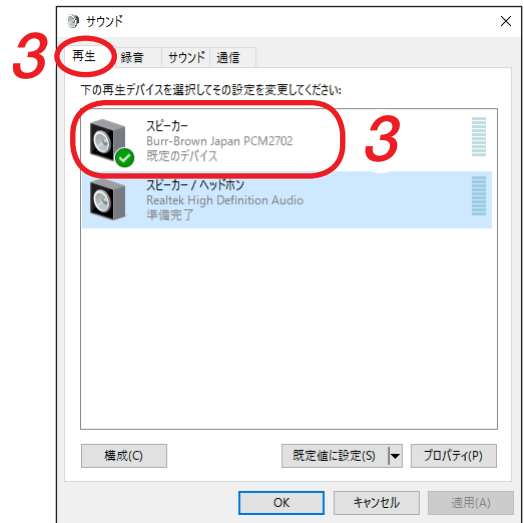 サウンド
3
再生 録音 サウンド 通信
下の再生デバイスを選択してその設定を変更してください:
スピーカー
Burr-Brown Japan PCM2702
既定のデバイス
3
スピーカー / ヘッドホン
Realtek High Definition Audio
準備完了
構成(C) 既定値に設定(S) プロパティ(P)
OK キャンセル 適用(A)